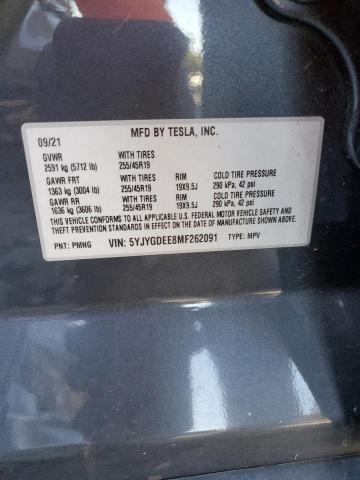 MFD BY TESLA, INC.
09/21
GVWR WITH TIRES
2591 kg (5712 lb) 255/45R19
GAWR FRT WITH TIRES RIM COLD TIRE PRESSURE
1363 kg (3004 lb) 255/45R19 19X9.5J 290 kPa, 42 psi
GAWR RR WITH TIRES RIM COLD TIRE PRESSURE
1636 kg (3606 lb) 255/45R19 19X9.5J 290 kPa, 42 psi
THIS VEHICLE CONFORMS TO ALL APPLICABLE U.S. FEDERAL MOTOR VEHICLE SAFETY AND
THEFT PREVENTION STANDARDS IN EFFECT ON THE DATE OF MANUFACTURE SHOWN ABOVE.
PNT: PMNG VIN: 5YJYGDEE8MF262091 TYPE: MPV